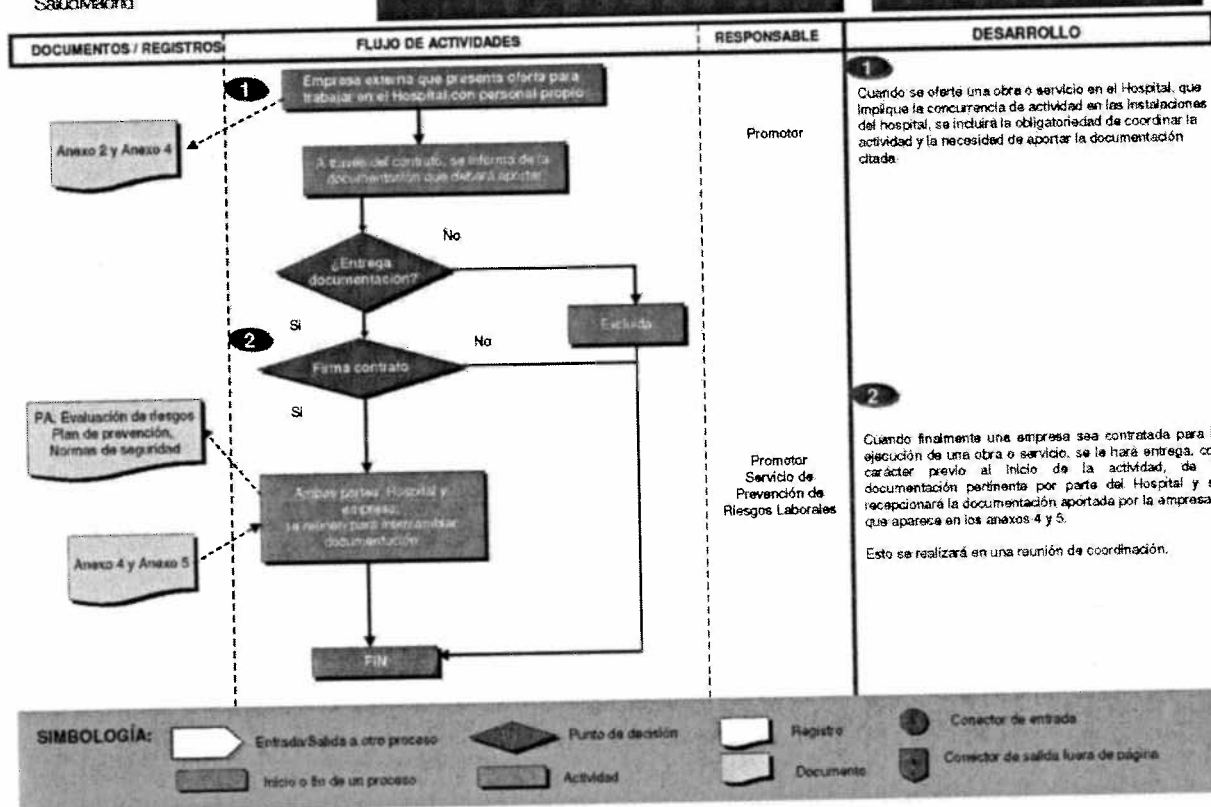 SaludMadrid
DOCUMENTOS / REGISTROS
FLUJO DE ACTIVIDADES
RESPONSABLE
DESARROLLO
1
Empresa externa que presenta oferta para
trabajar en el Hospital con personal propio
Anexo 2 y Anexo 4
A través del contrato, se informa de la
documentación que deberá aportar
¿Entrega
documentación?
No
Si
Excluida
2
Firma contrato
No
Si
PA, Evaluación de riesgos
Plan de prevención,
Normas de seguridad
Ambas partes, Hospital y
empresa,
se reúnen para intercambiar
documentación
Anexo 4 y Anexo 5
FIN
Promotor
Promotor
Servicio de
Prevención de
Riesgos Laborales
1
Cuando se oferte una obra o servicio en el Hospital, que
implique la concurrencia de actividad en las instalaciones
del hospital, se incluirá la obligatoriedad de coordinar la
actividad y la necesidad de aportar la documentación
citada
2
Cuando finalmente una empresa sea contratada para
ejecución de una obra o servicio, se le hará entrega, co
carácter previo al inicio de la actividad, de
documentación pertinente por parte del Hospital y s
recepcionará la documentación aportada por la empresa
que aparece en los anexos 4 y 5.
Esto se realizará en una reunión de coordinación.
SIMBOLOGÍA:
Entrada/Salida a otro proceso
Punto de decisión
Registro
Conector de entrada
Inicio o fin de un proceso
Actividad
Documento
Conector de salida fuera de página